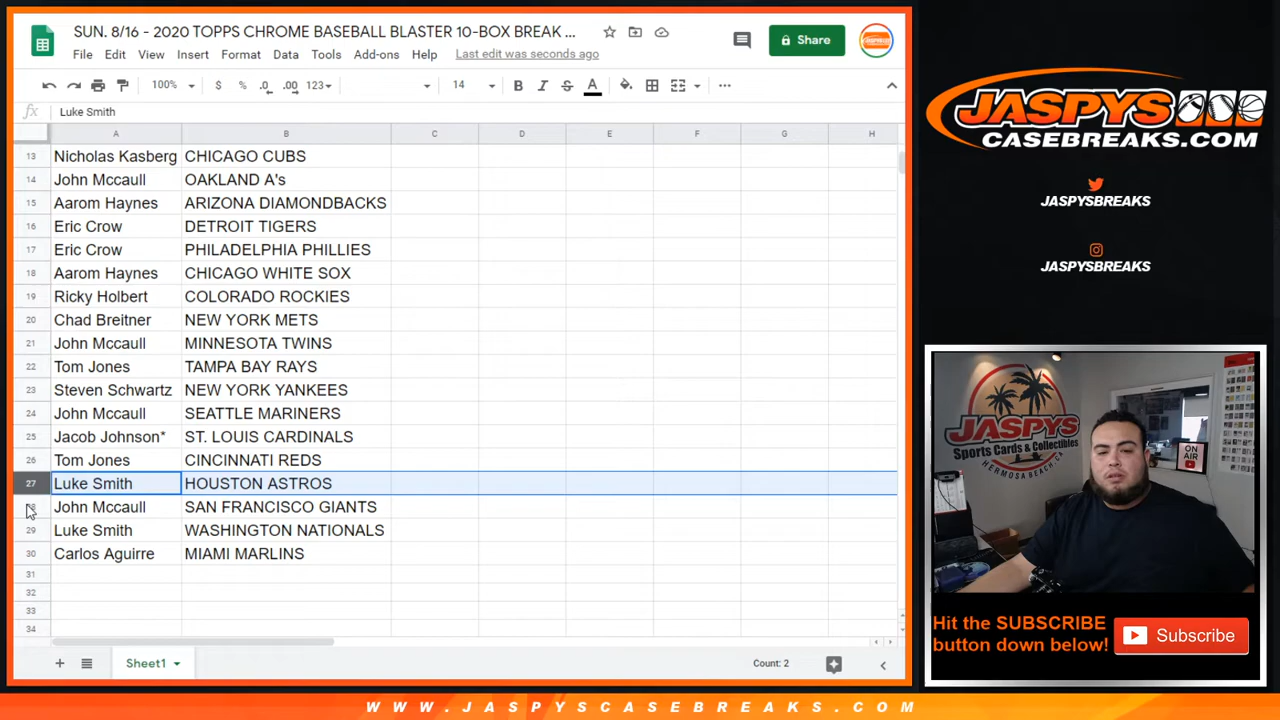 SUN. 8/16 - 2020 TOPPS CHROME BASEBALL BLASTER 10-BOX BREAK ...
File Edit View Insert Format Data Tools Add-ons Help Last edit was seconds ago
Share
100% $ % .0 .00 123 14 B I S A ...
fx Luke Smith
A B C D E F G H
13 Nicholas Kasberg CHICAGO CUBS
14 John Mccaull OAKLAND A's
15 Aarom Haynes ARIZONA DIAMONDBACKS
16 Eric Crow DETROIT TIGERS
17 Eric Crow PHILADELPHIA PHILLIES
18 Aarom Haynes CHICAGO WHITE SOX
19 Ricky Holbert COLORADO ROCKIES
20 Chad Breitner NEW YORK METS
21 John Mccaull MINNESOTA TWINS
22 Tom Jones TAMPA BAY RAYS
23 Steven Schwartz NEW YORK YANKEES
24 John Mccaull SEATTLE MARINERS
25 Jacob Johnson* ST. LOUIS CARDINALS
26 Tom Jones CINCINNATI REDS
27 Luke Smith HOUSTON ASTROS
28 John Mccaull SAN FRANCISCO GIANTS
29 Luke Smith WASHINGTON NATIONALS
30 Carlos Aguirre MIAMI MARLINS
31
32
33
34
Sheet1
Count: 2
JASPYS
CASEBREAKS.COM
JASPYSBREAKS
JASPYSBREAKS
JASPYS
Sports Cards & Collectibles
HERMOSA BEACH, CA
ON AIR
Hit the SUBSCRIBE
button down below!
Subscribe
WWW.JASPYSCASEBREAKS.COM